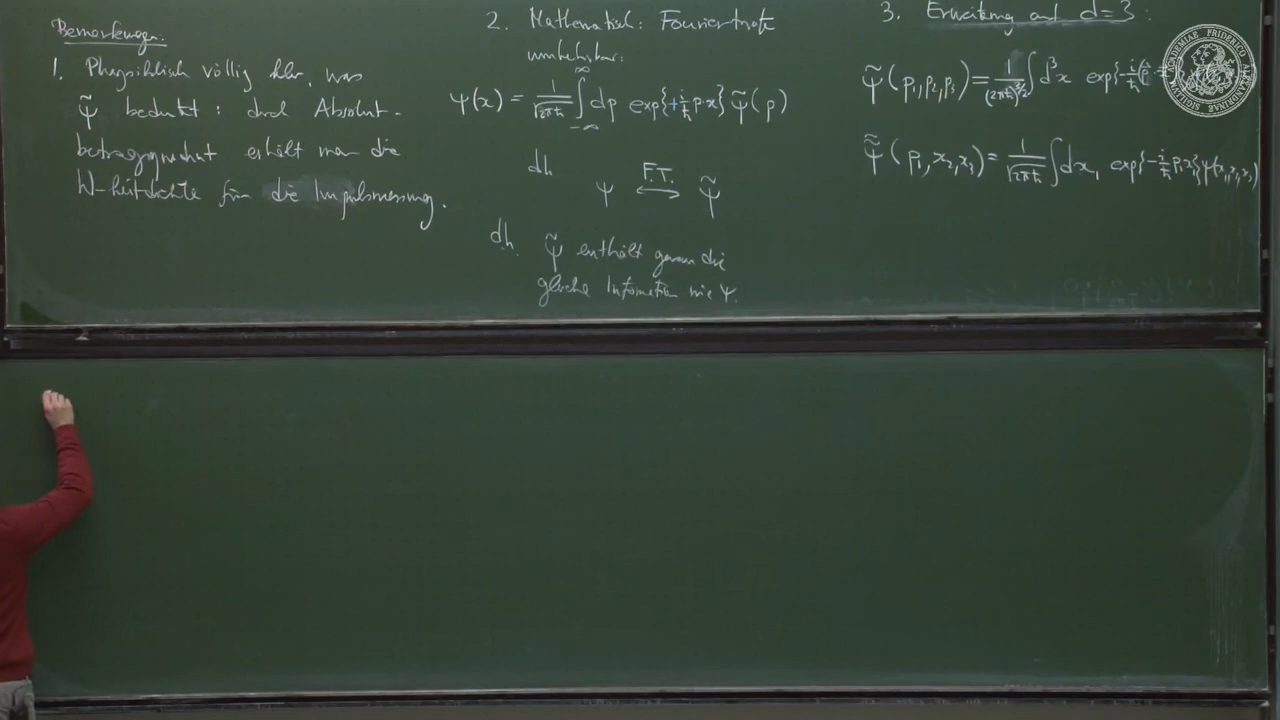 Bemerkungen:
1. Physikalisch völlig klar, was
ψ̃ bedeutet: durch Absolut-
betragsquadrat erhält man die
W-keitsdichte für die Impulsmessung.
2. Mathematisch: Fouriertrafo
umkehrbar:
ψ(x) = 1/√(2πħ) ∫_{-∞}^{∞} dp exp{+i/ħ p·x} ψ̃(p)
dh
ψ ⟷ ψ̃
F.T.
dh. ψ̃ enthält genau die
gleiche Information wie ψ.
3. Erweiterung auf d=3:
ψ̃(p₁,p₂,p₃) = 1/(2πħ)^{3/2} ∫ d³x exp{-i/ħ (p⃗
ψ̃̃(p₁,x₂,x₃) = 1/√(2πħ) ∫ dx₁ exp{-i/ħ p₁x₁} ψ(x₁,x₂,x₃)